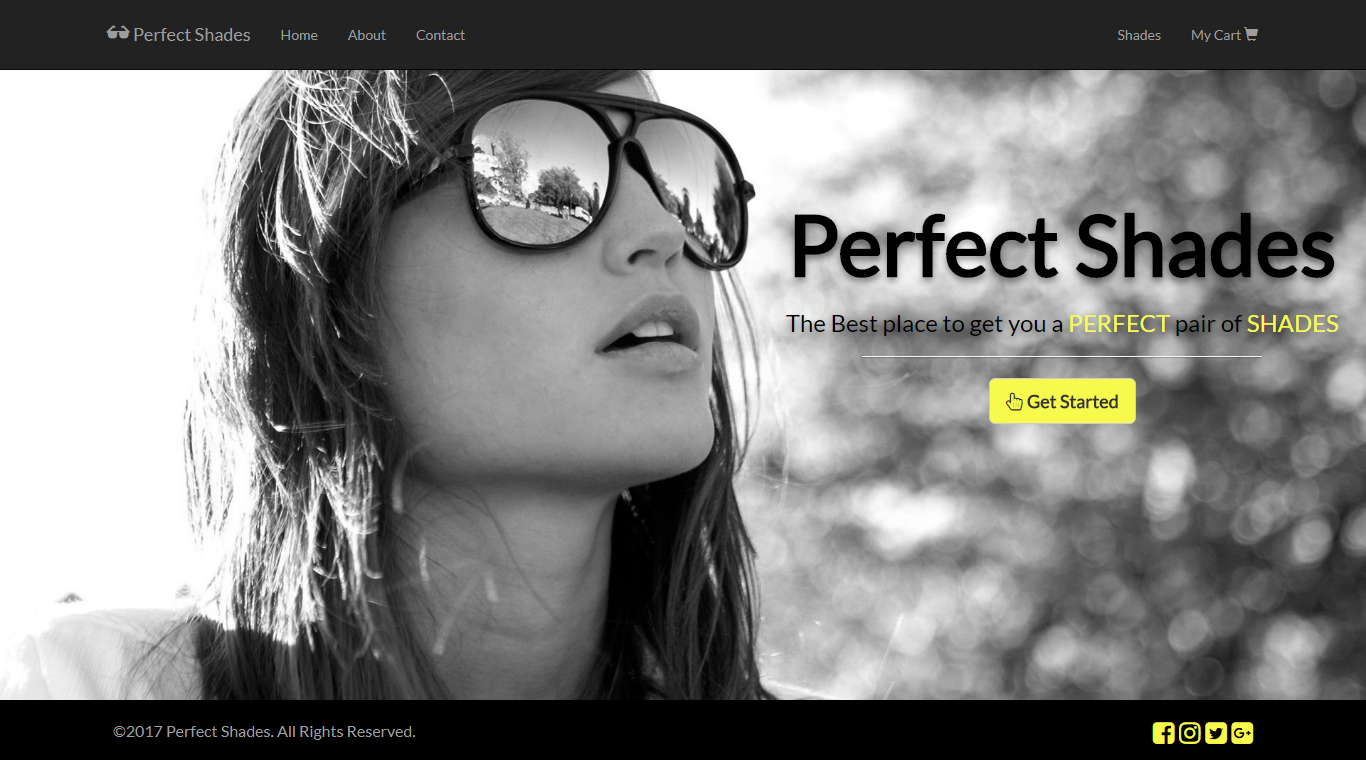 Perfect Shades Home About Contact Shades My Cart
Perfect Shades
The Best place to get you a PERFECT pair of SHADES
Get Started
©2017 Perfect Shades. All Rights Reserved.